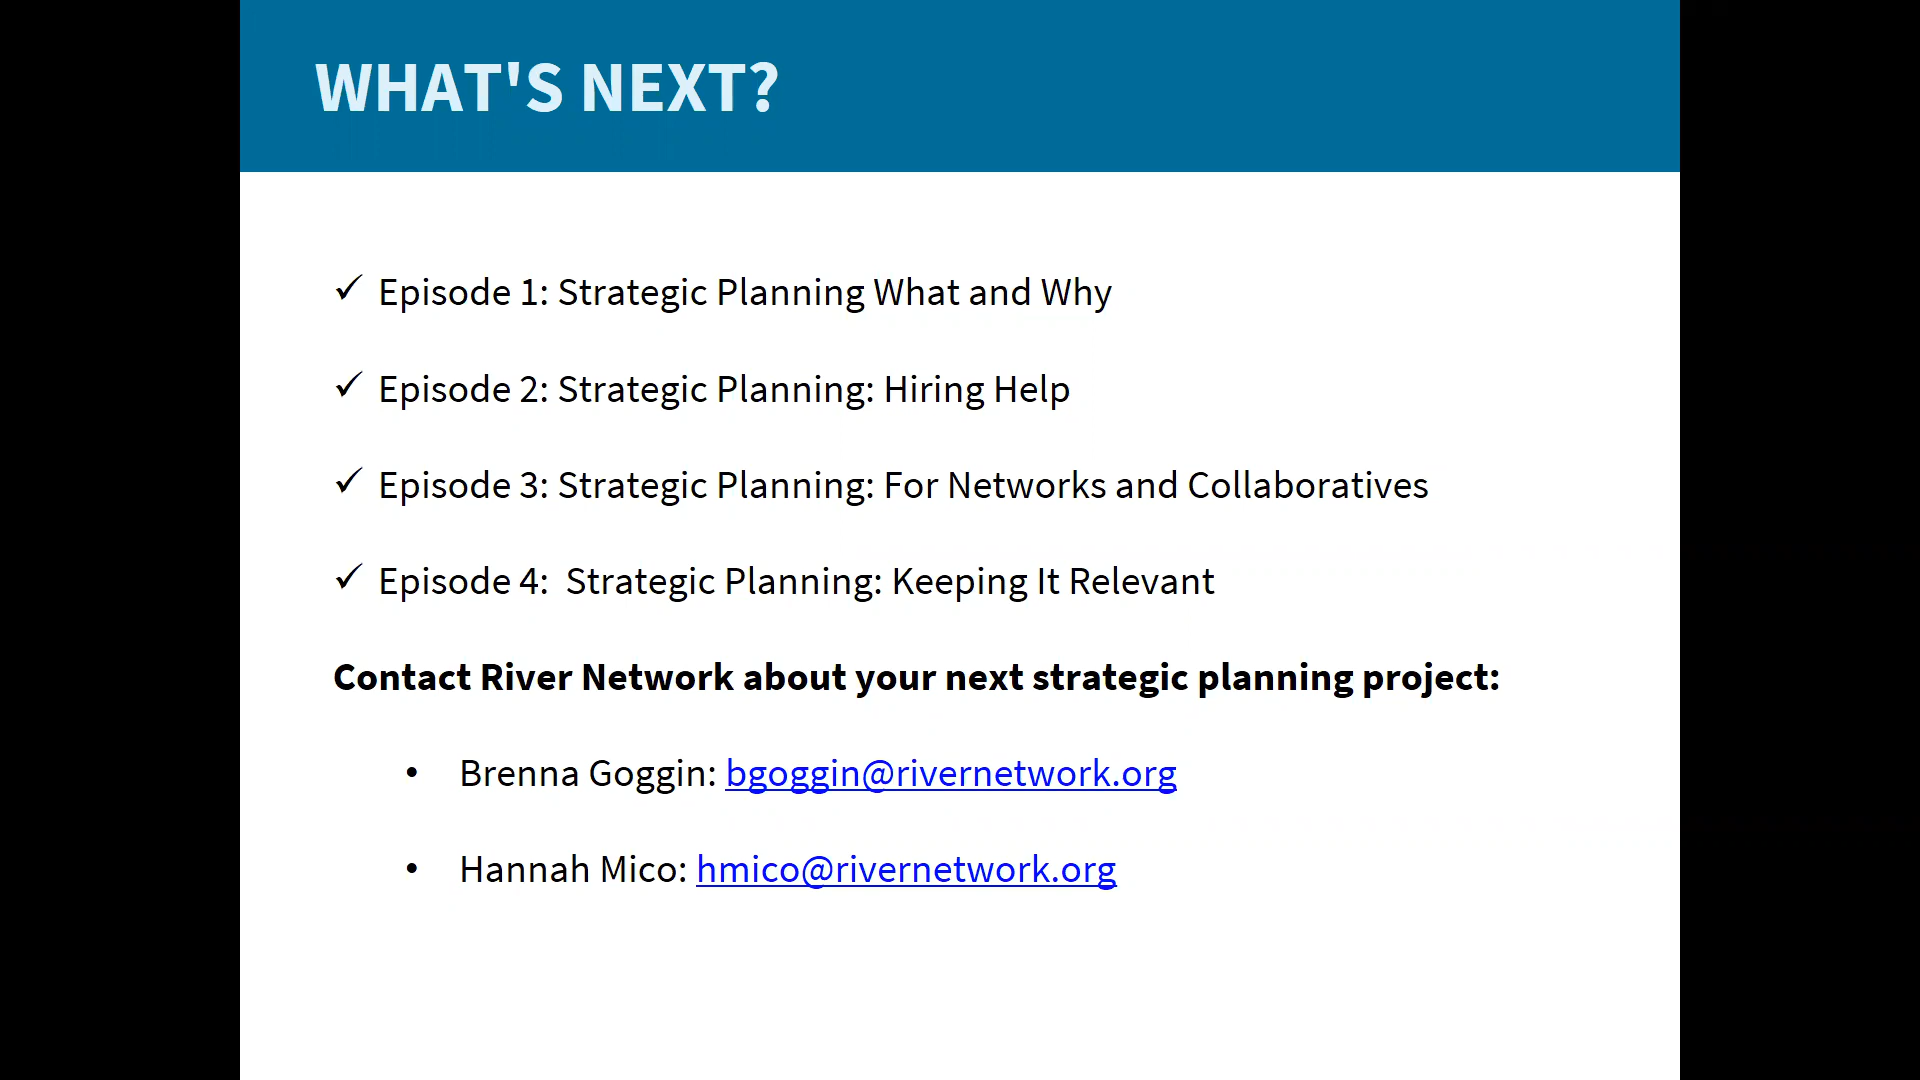 WHAT'S NEXT?
✓ Episode 1: Strategic Planning What and Why
✓ Episode 2: Strategic Planning: Hiring Help
✓ Episode 3: Strategic Planning: For Networks and Collaboratives
✓ Episode 4:  Strategic Planning: Keeping It Relevant
Contact River Network about your next strategic planning project:
• Brenna Goggin: bgoggin@rivernetwork.org
• Hannah Mico: hmico@rivernetwork.org